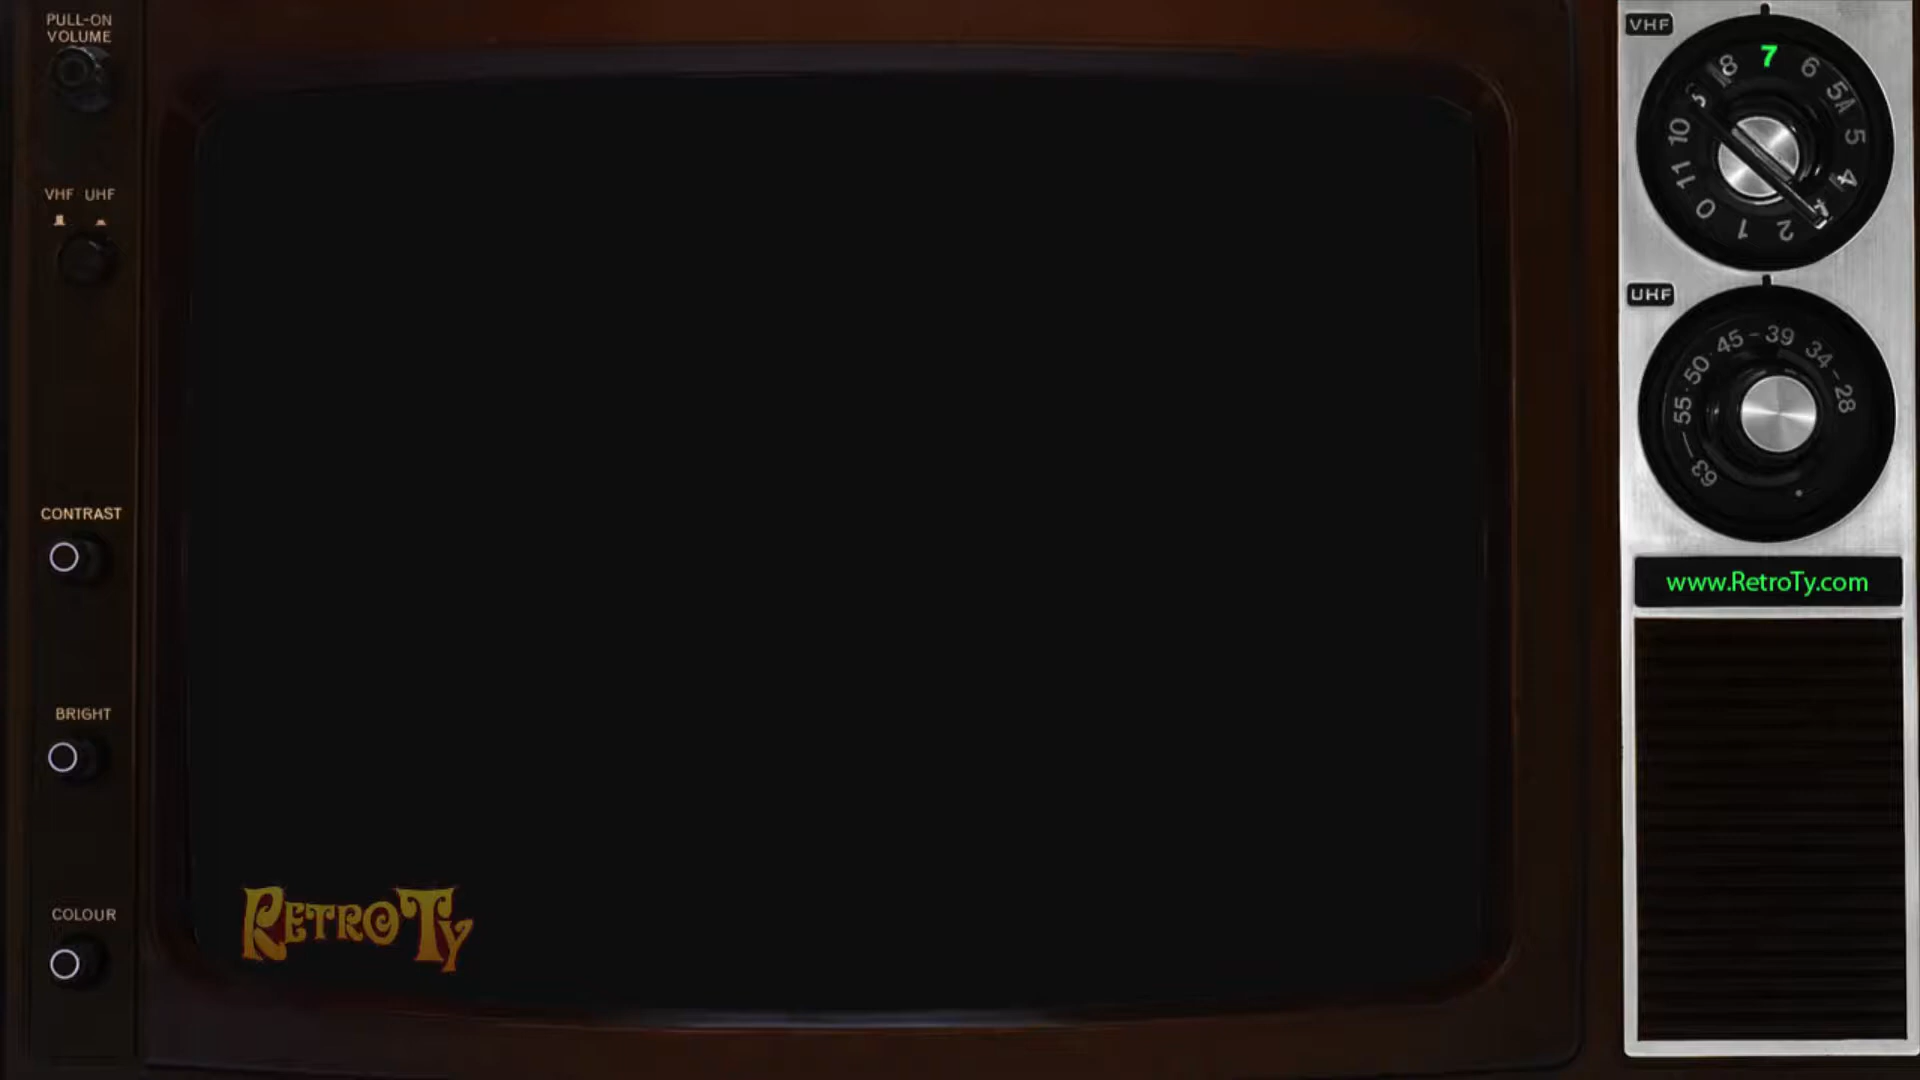 PULL-ON
VOLUME
VHF UHF
CONTRAST
BRIGHT
COLOUR
RETROTY
VHF
7
6
5A
5
4
2
1
0
11
10
8
UHF
63 55 50 45 39 34 28
www.RetroTy.com